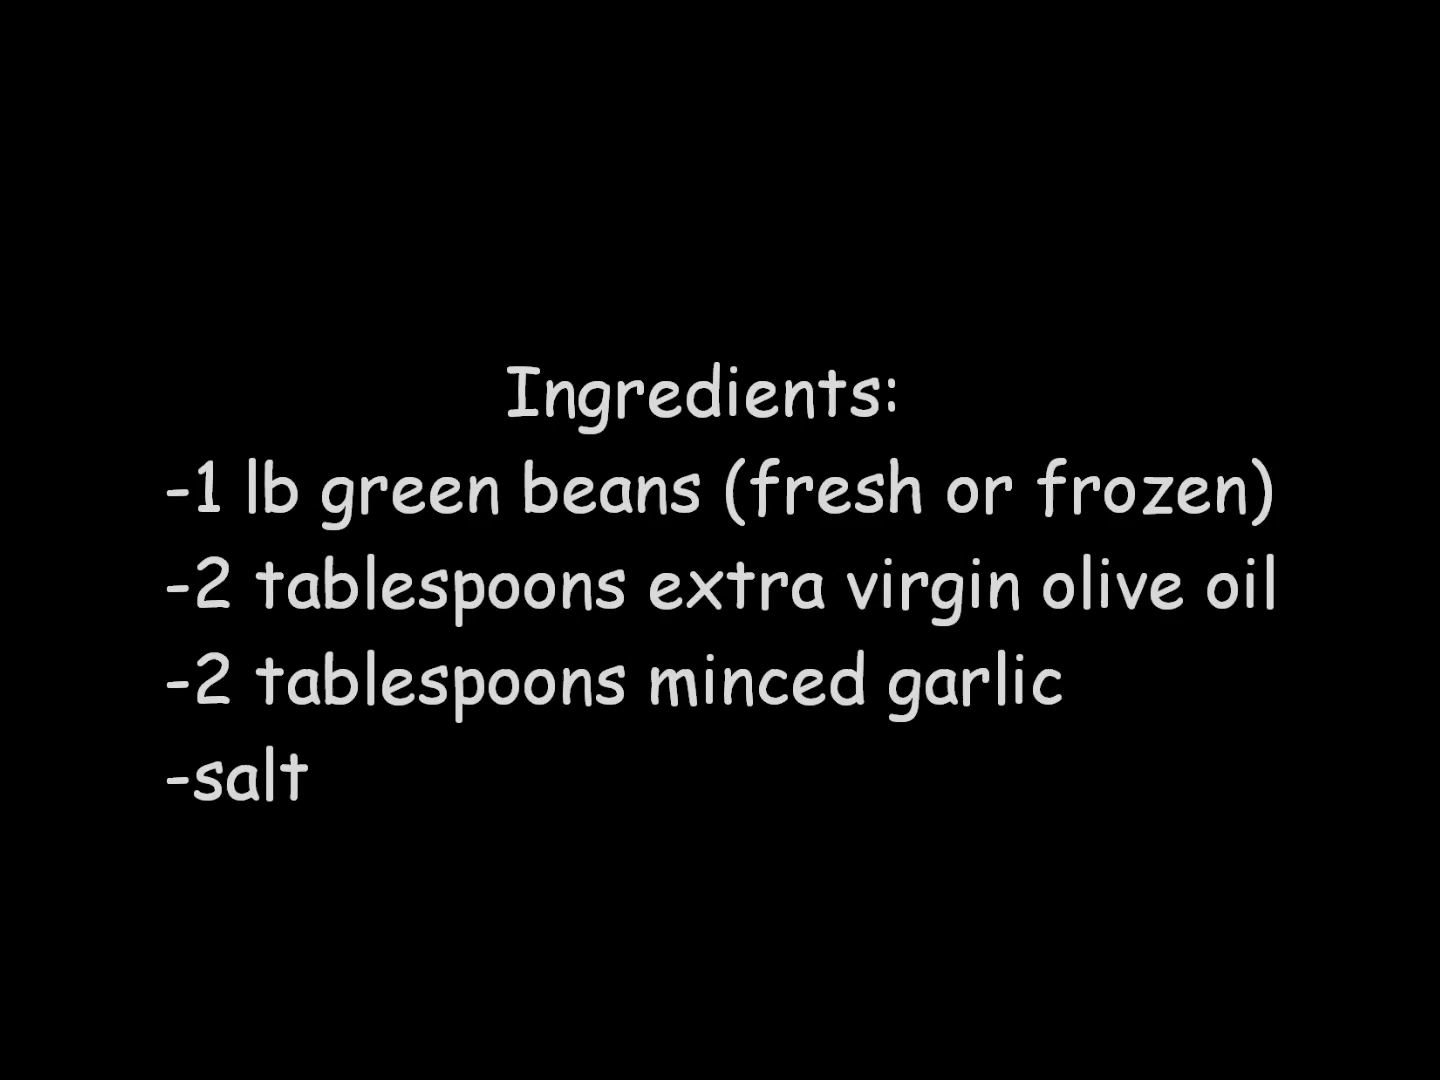 Ingredients:
-1 lb green beans (fresh or frozen)
-2 tablespoons extra virgin olive oil
-2 tablespoons minced garlic
-salt